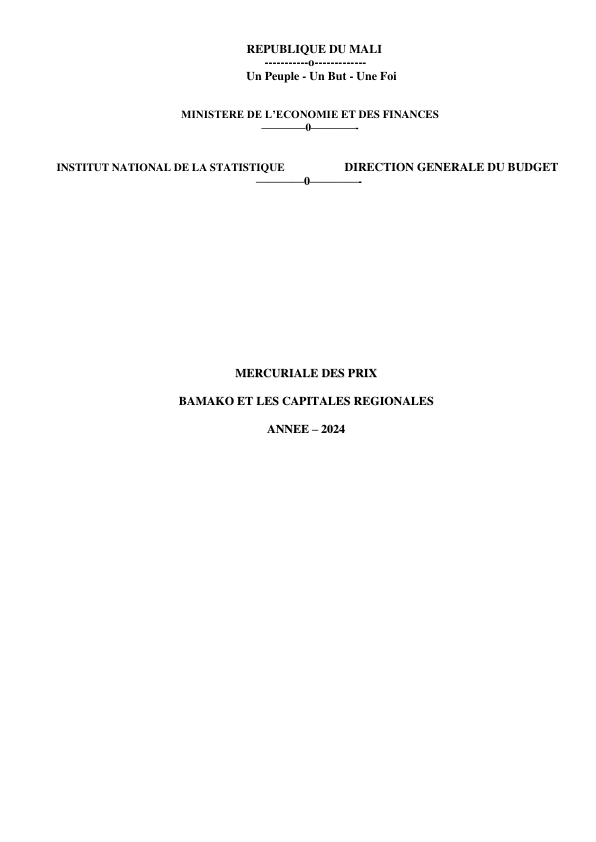 REPUBLIQUE DU MALI
-----------o-------------
Un Peuple - Un But - Une Foi
MINISTERE DE L’ECONOMIE ET DES FINANCES
————0————-
INSTITUT NATIONAL DE LA STATISTIQUE DIRECTION GENERALE DU BUDGET
————0————-
MERCURIALE DES PRIX
BAMAKO ET LES CAPITALES REGIONALES
ANNEE – 2024